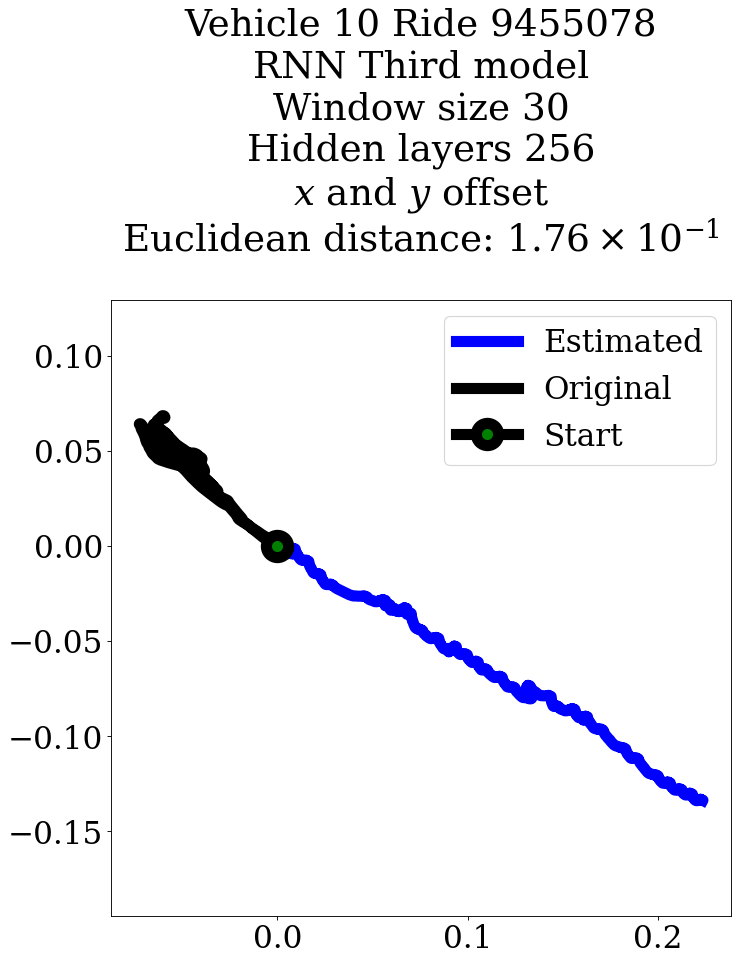 Vehicle 10 Ride 9455078
RNN Third model
Window size 30
Hidden layers 256
x and y offset
Euclidean distance: 1.76 × 10⁻¹
0.10
0.05
0.00
−0.05
−0.10
−0.15
Estimated
Original
Start
0.0 0.1 0.2